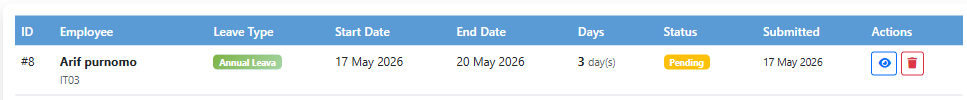 ID Employee Leave Type Start Date End Date Days Status Submitted Actions
#8 Arif purnomo Annual Leava 17 May 2026 20 May 2026 3 day(s) Pending 17 May 2026
IT03